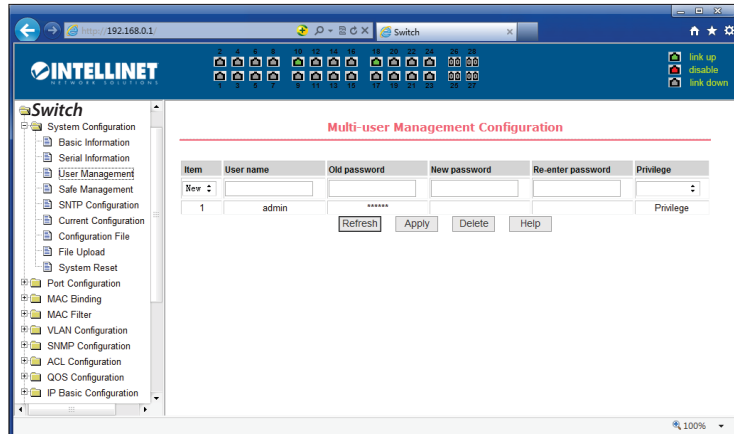 http://192.168.0.1/
Switch
2 4 6 8 10 12 14 16 18 20 22 24 26 28
1 3 5 7 9 11 13 15 17 19 21 23 25 27
link up
disable
link down
INTELLINET
NETWORK SOLUTIONS
Switch
System Configuration
Basic Information
Serial Information
User Management
Safe Management
SNTP Configuration
Current Configuration
Configuration File
File Upload
System Reset
Port Configuration
MAC Binding
MAC Filter
VLAN Configuration
SNMP Configuration
ACL Configuration
QOS Configuration
IP Basic Configuration
Multi-user Management Configuration
Item User name Old password New password Re-enter password Privilege
New
1 admin ****** Privilege
Refresh Apply Delete Help
100%